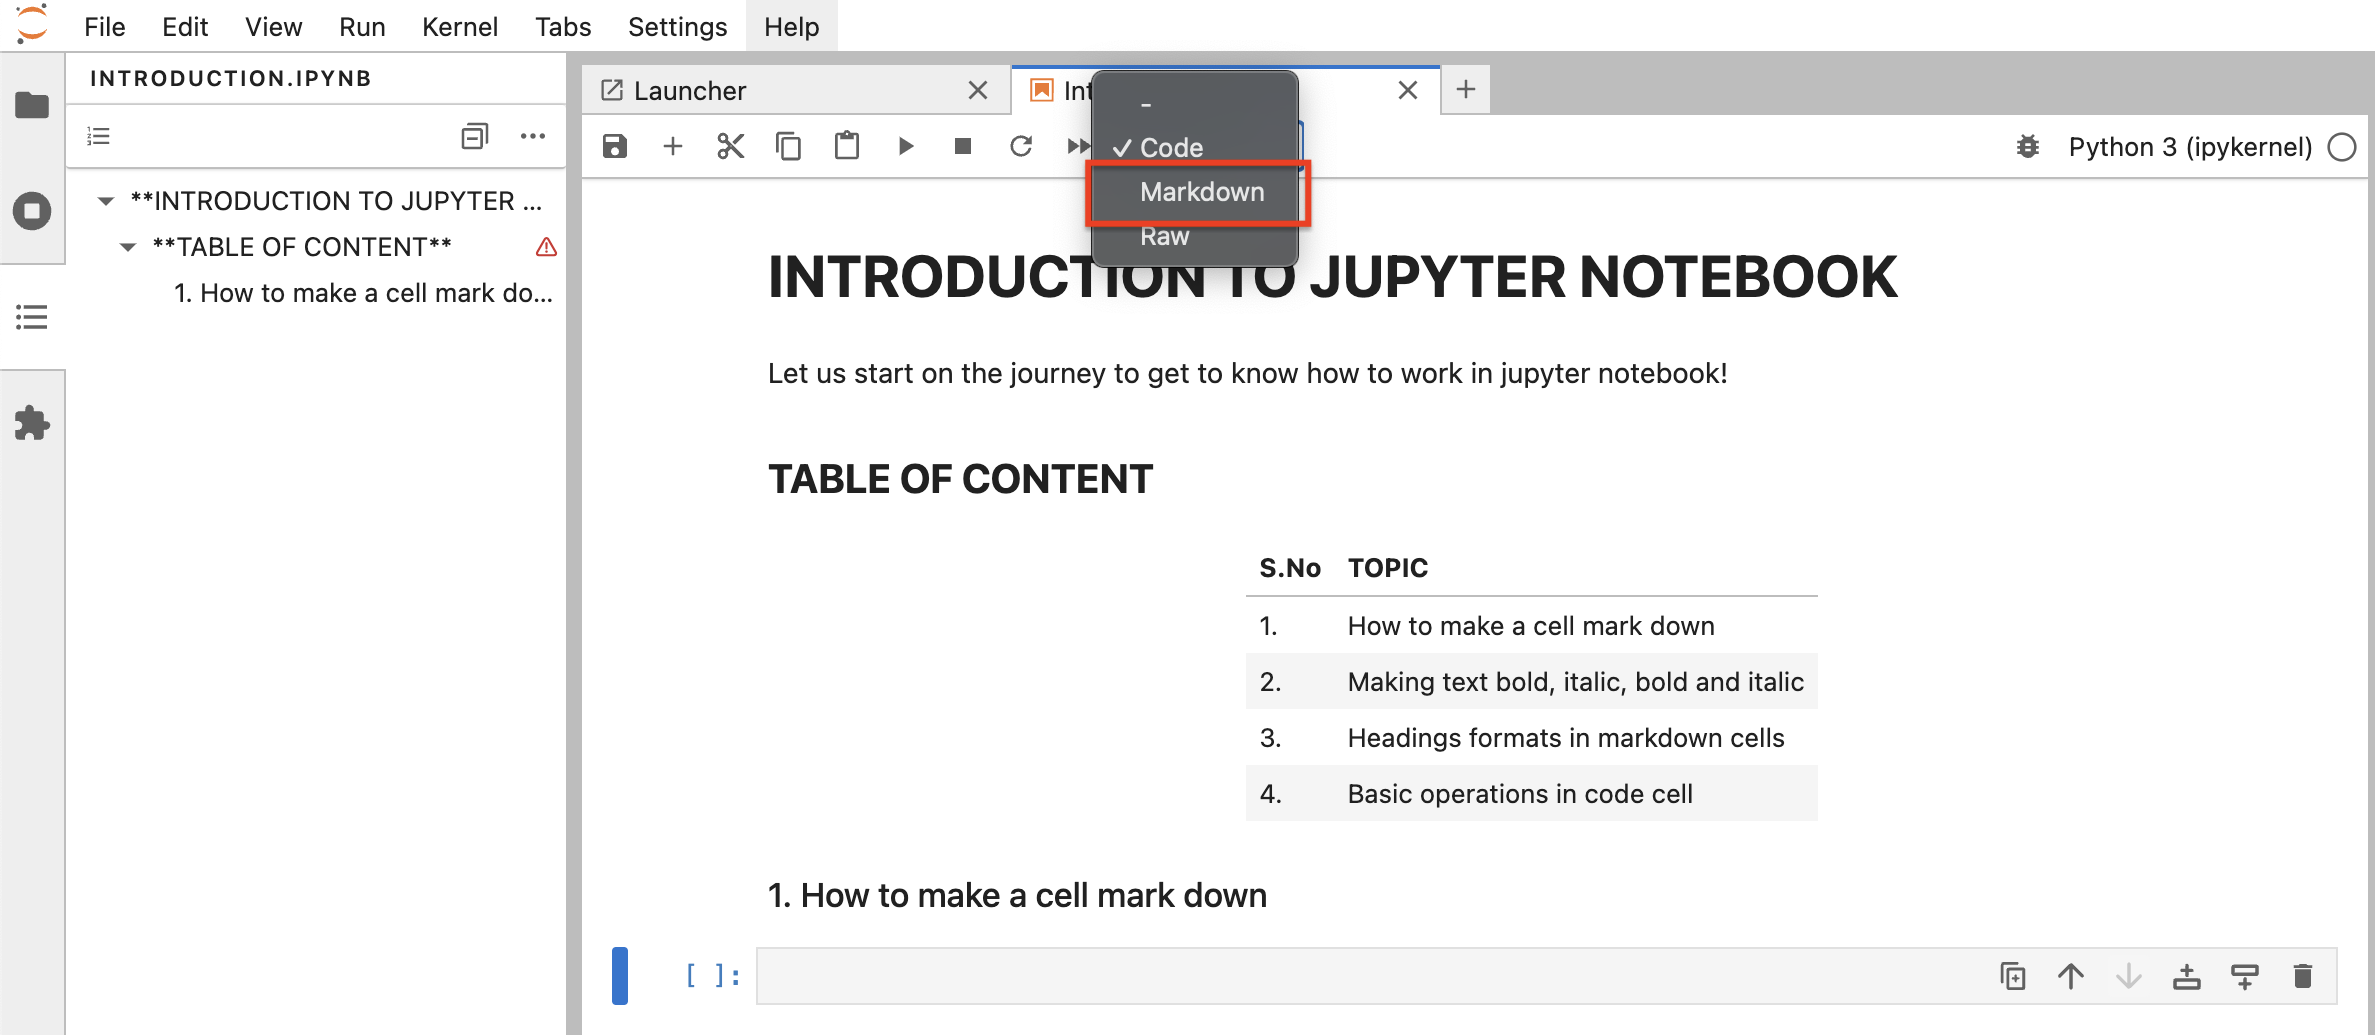 File Edit View Run Kernel Tabs Settings Help
INTRODUCTION.IPYNB
**INTRODUCTION TO JUPYTER ...
**TABLE OF CONTENT**
1. How to make a cell mark do...
Launcher
Int
-
✓ Code
Markdown
Raw
Python 3 (ipykernel)
INTRODUCTION TO JUPYTER NOTEBOOK
Let us start on the journey to get to know how to work in jupyter notebook!
TABLE OF CONTENT
S.No TOPIC
1. How to make a cell mark down
2. Making text bold, italic, bold and italic
3. Headings formats in markdown cells
4. Basic operations in code cell
1. How to make a cell mark down
[ ]: